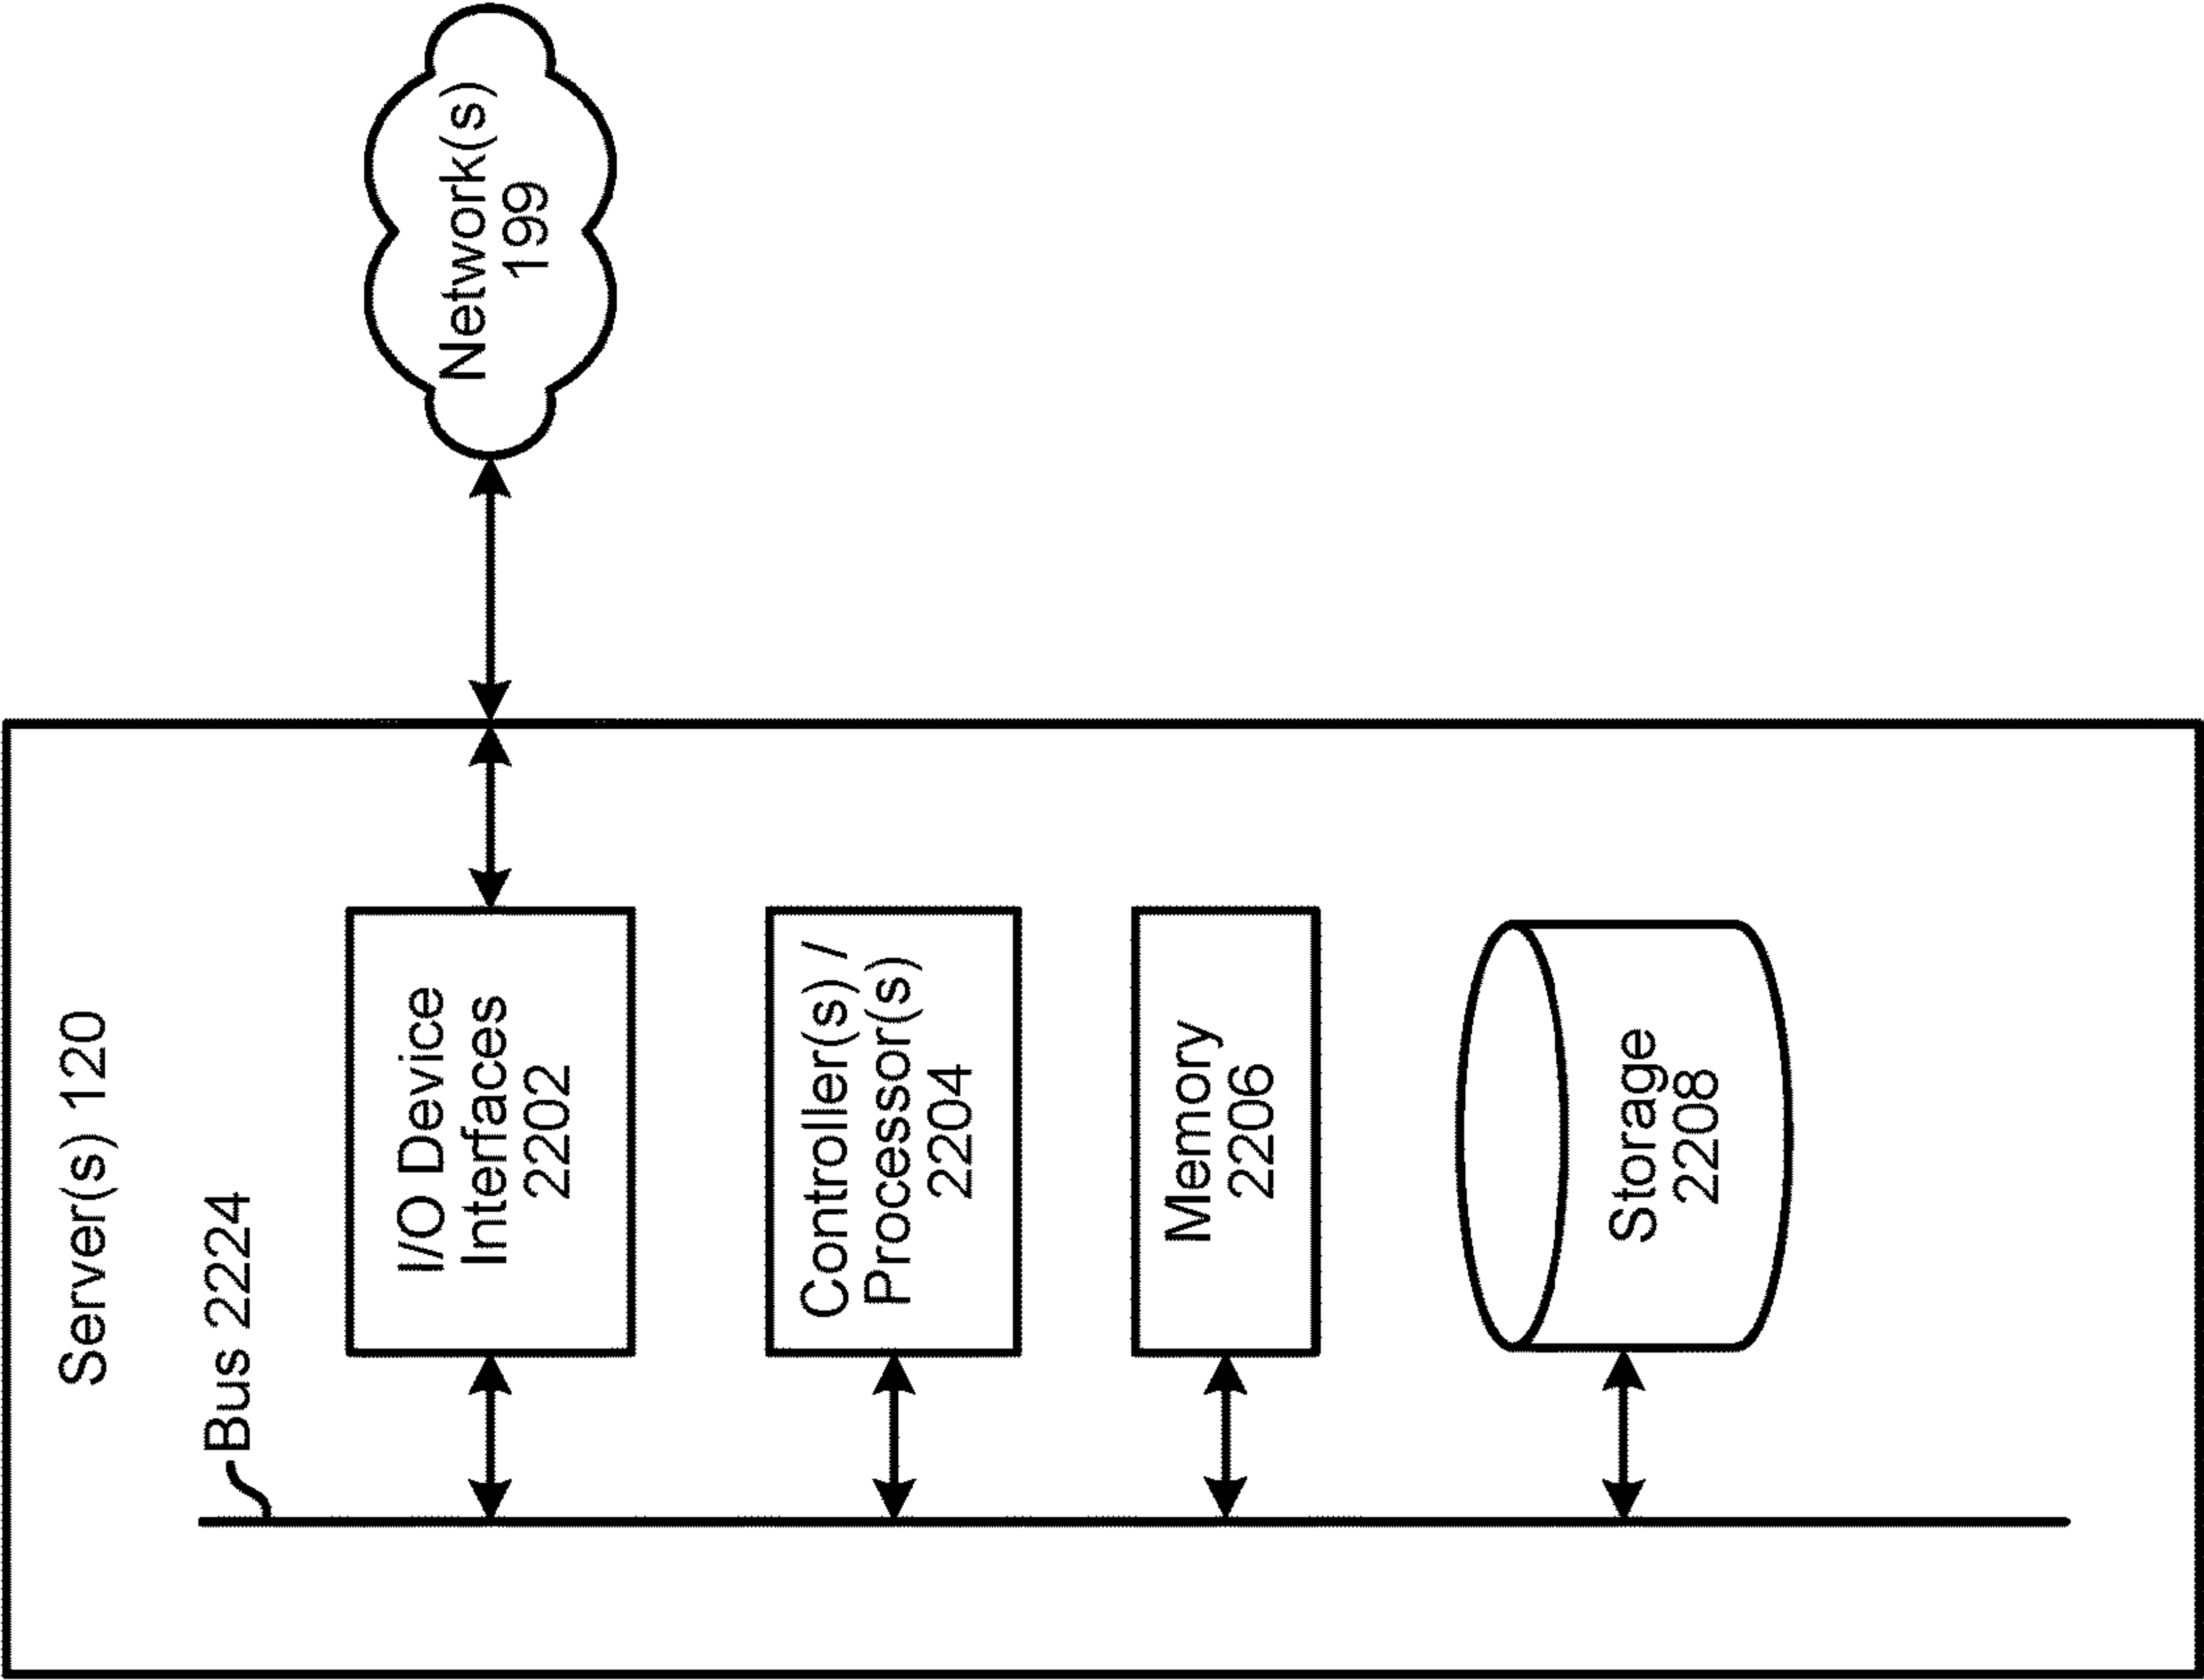 Server(s) 120
Bus 2224
I/O Device
Interfaces
2202
Controller(s) /
Processor(s)
2204
Memory
2206
Storage
2208
Network(s)
199